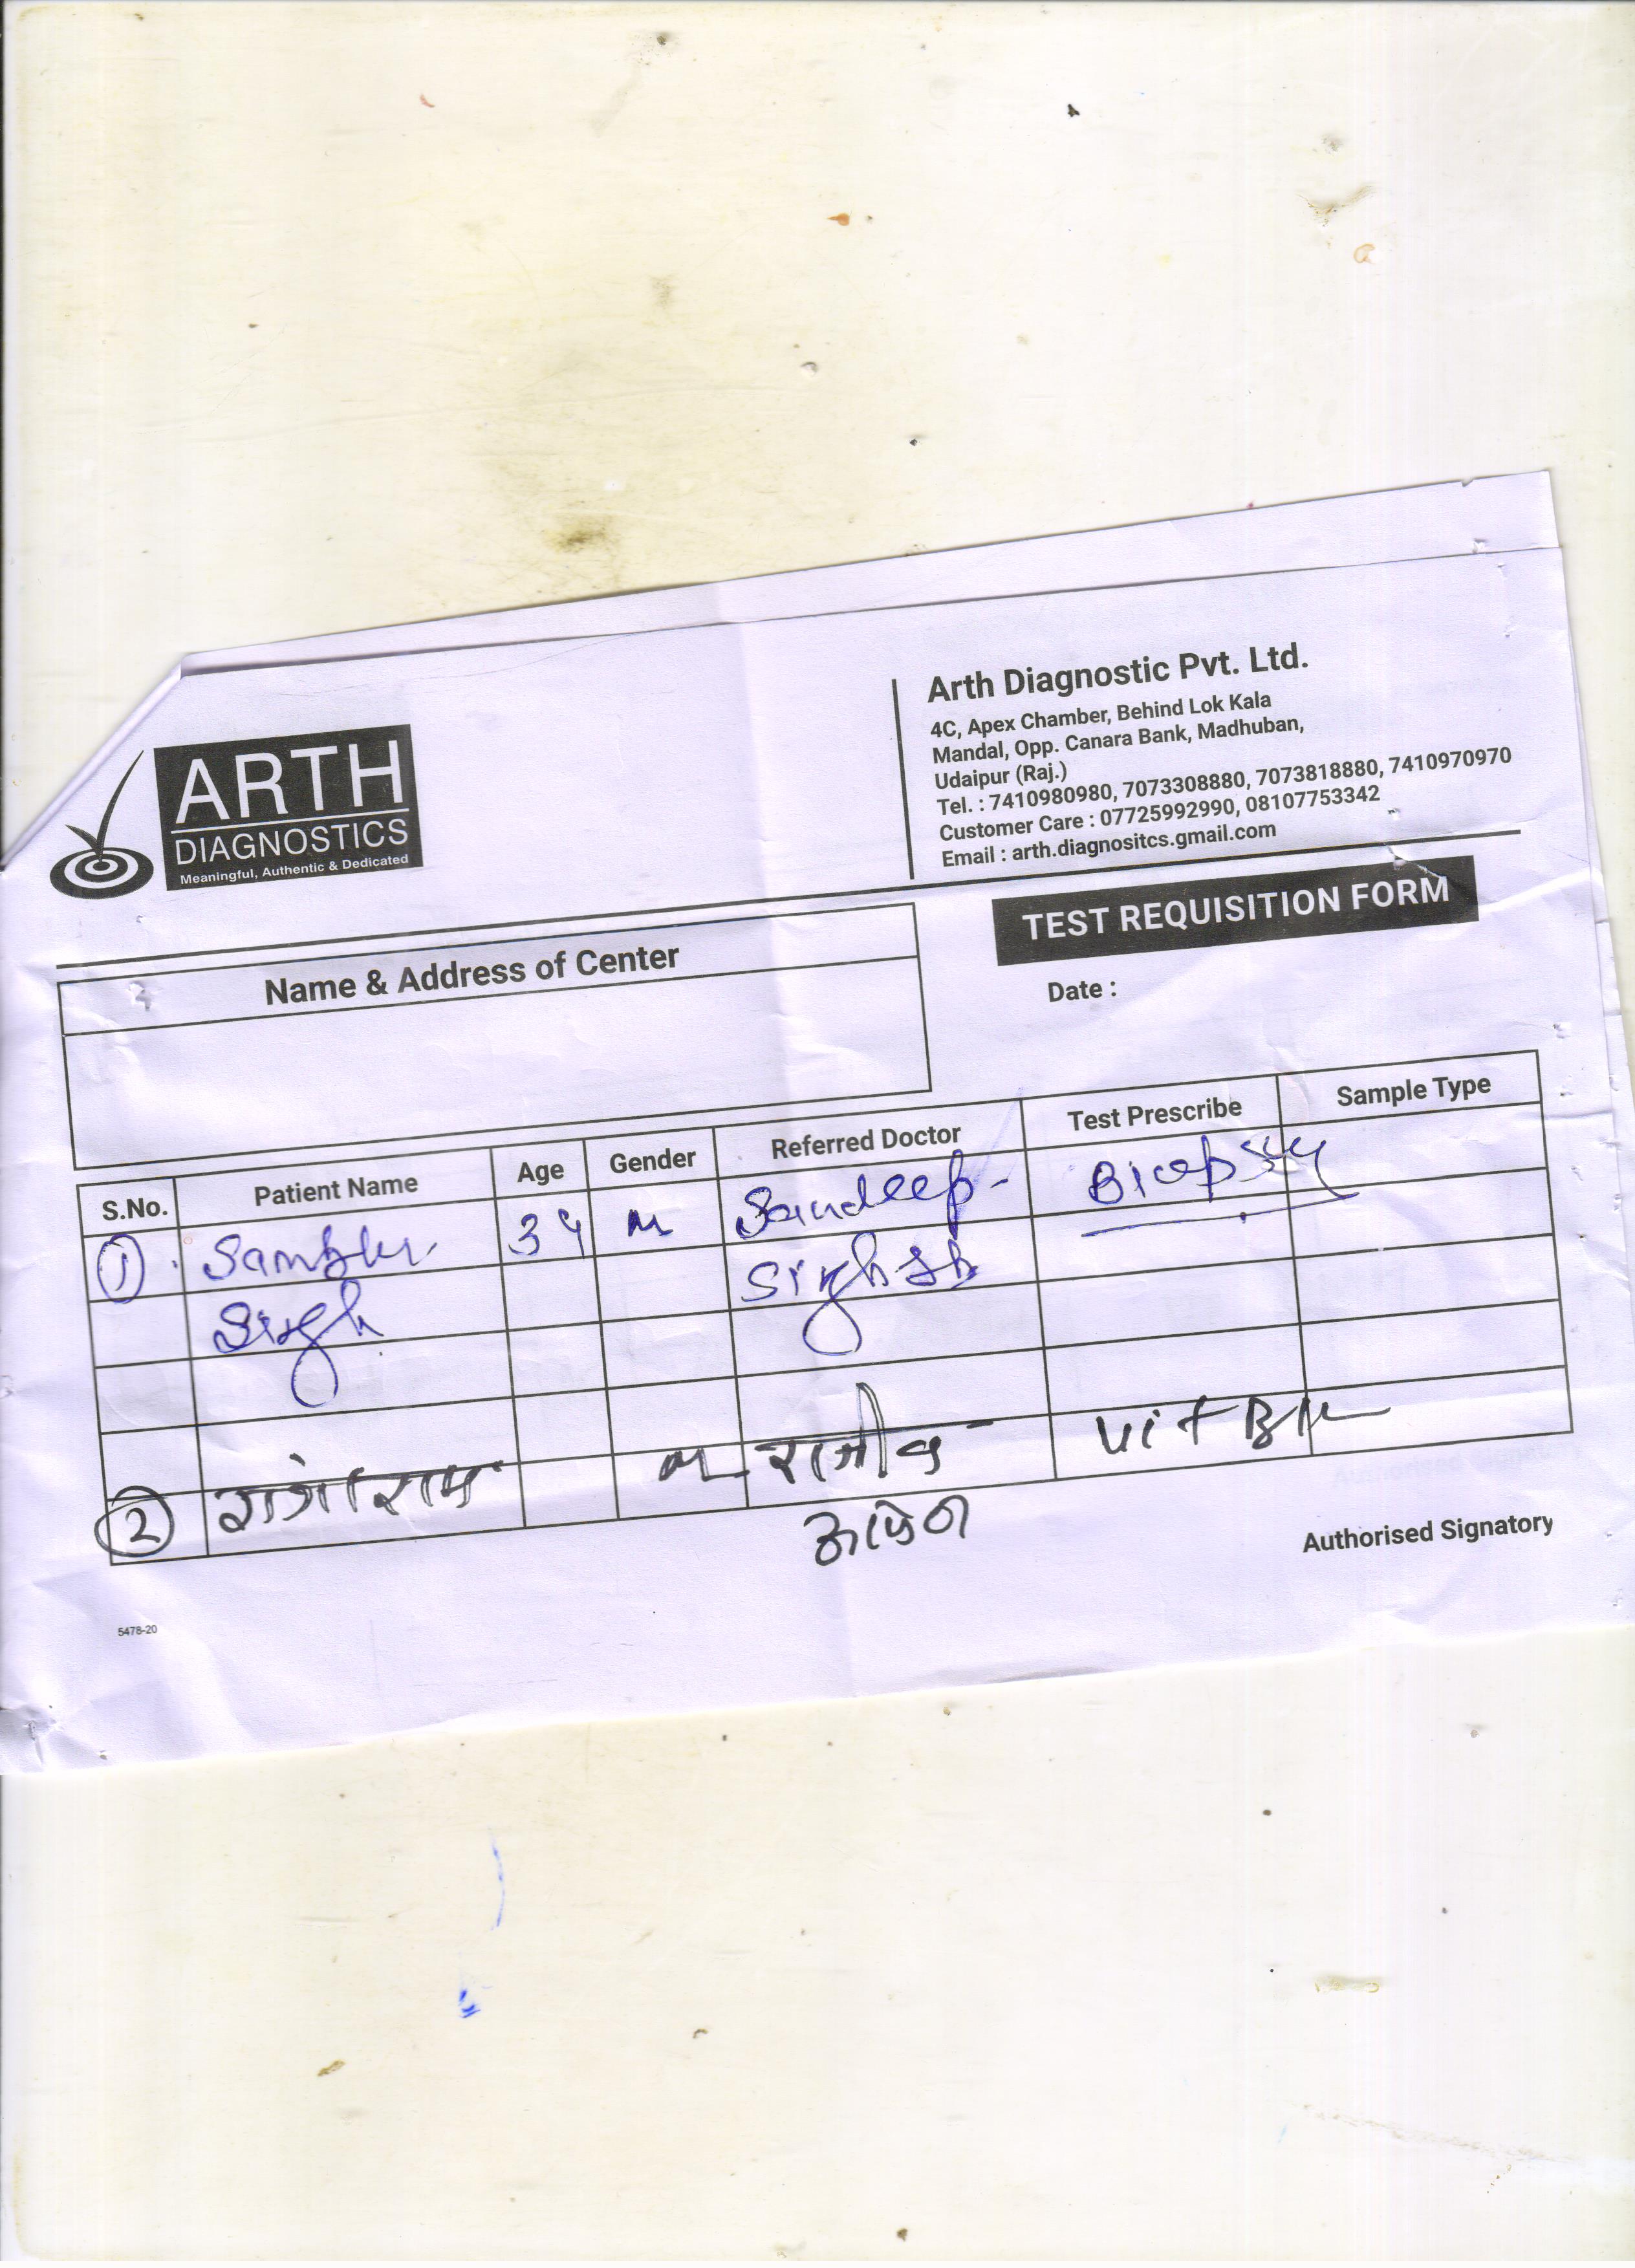 ARTH
DIAGNOSTICS
Meaningful, Authentic & Dedicated
Arth Diagnostic Pvt. Ltd.
4C, Apex Chamber, Behind Lok Kala
Mandal, Opp. Canara Bank, Madhuban,
Udaipur (Raj.)
Tel. : 7410980980, 7073308880, 7073818880, 7410970970
Customer Care : 07725992990, 08107753342
Email : arth.diagnositcs.gmail.com
TEST REQUISITION FORM
Name & Address of Center
Date :
S.No. Patient Name Age Gender Referred Doctor Test Prescribe Sample Type
1 M Sandeep Biopsy
Singh
2 M राजीव Vit B12
Authorised Signatory
5478-20